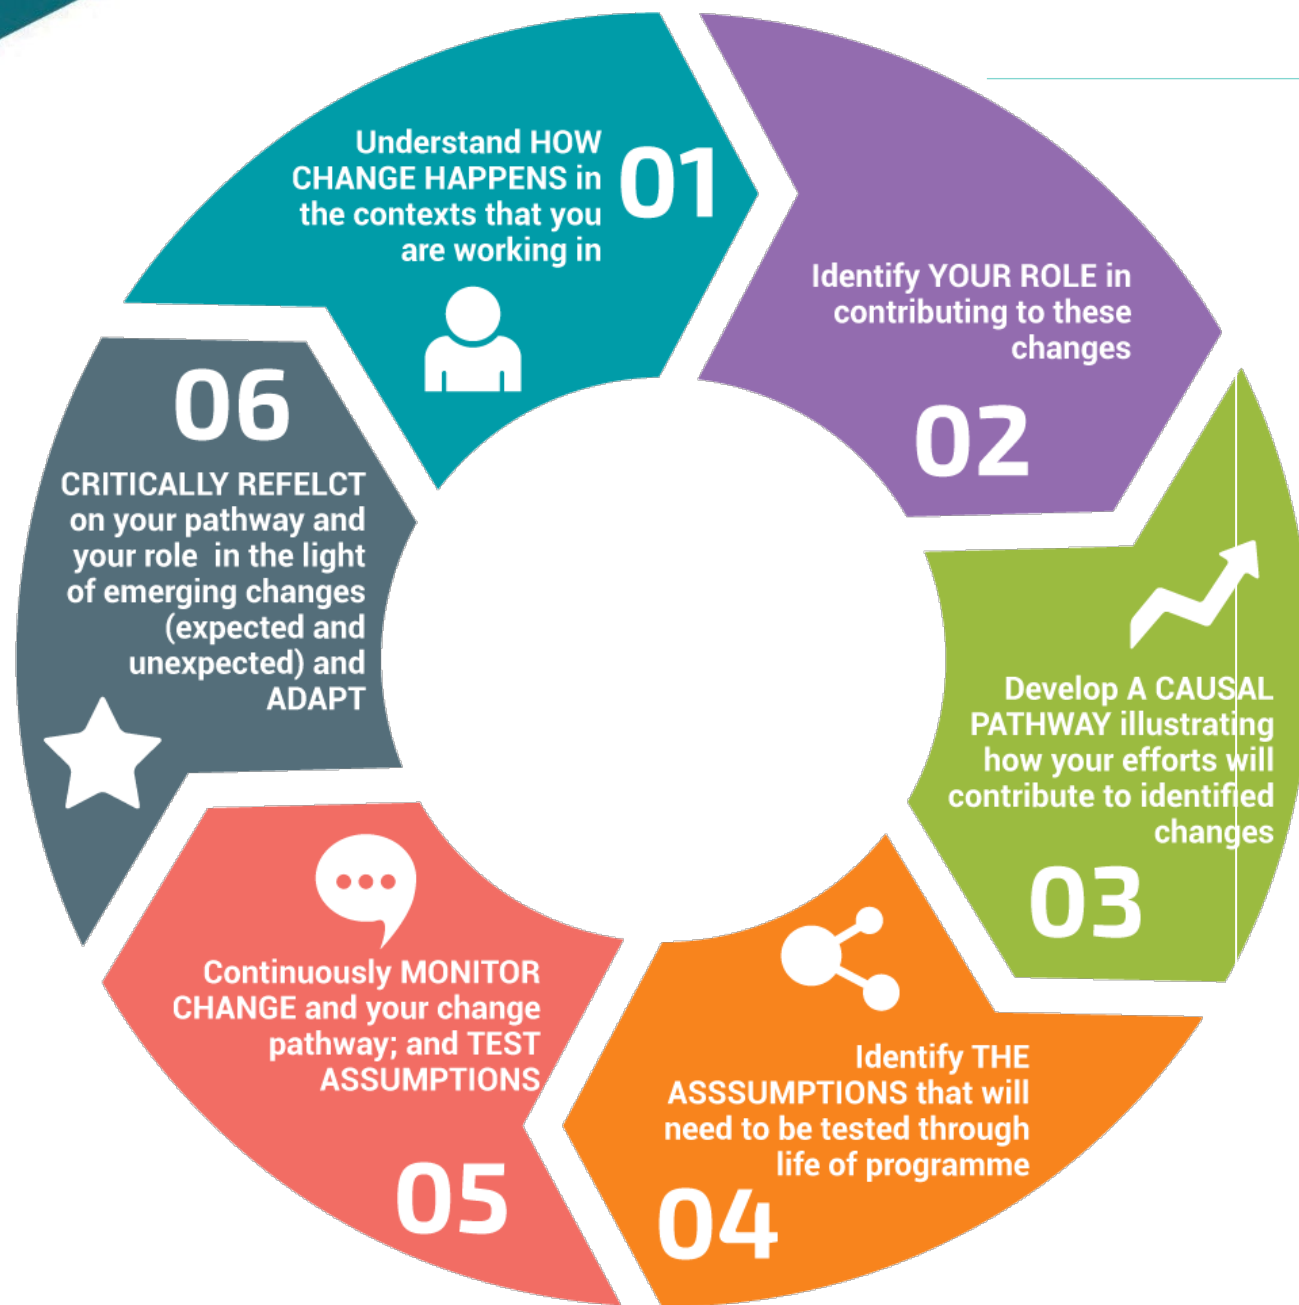 Understand HOW
CHANGE HAPPENS in
the contexts that you
are working in
01
Identify YOUR ROLE in
contributing to these
changes
02
Develop A CAUSAL
PATHWAY illustrating
how your efforts will
contribute to identified
changes
03
Identify THE
ASSSUMPTIONS that will
need to be tested through
life of programme
04
Continuously MONITOR
CHANGE and your change
pathway; and TEST
ASSUMPTIONS
05
06
CRITICALLY REFELCT
on your pathway and
your role in the light
of emerging changes
(expected and
unexpected) and
ADAPT